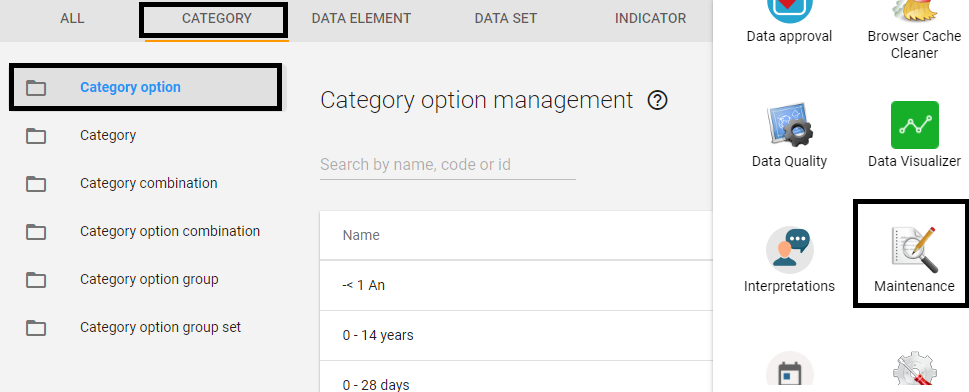 ALL
CATEGORY
DATA ELEMENT
DATA SET
INDICATOR
Category option
Category
Category combination
Category option combination
Category option group
Category option group set
Category option management ?
Search by name, code or id
Name
-< 1 An
0 - 14 years
0 - 28 days
Data approval
Browser Cache
Cleaner
Data Quality
Data Visualizer
Interpretations
Maintenance